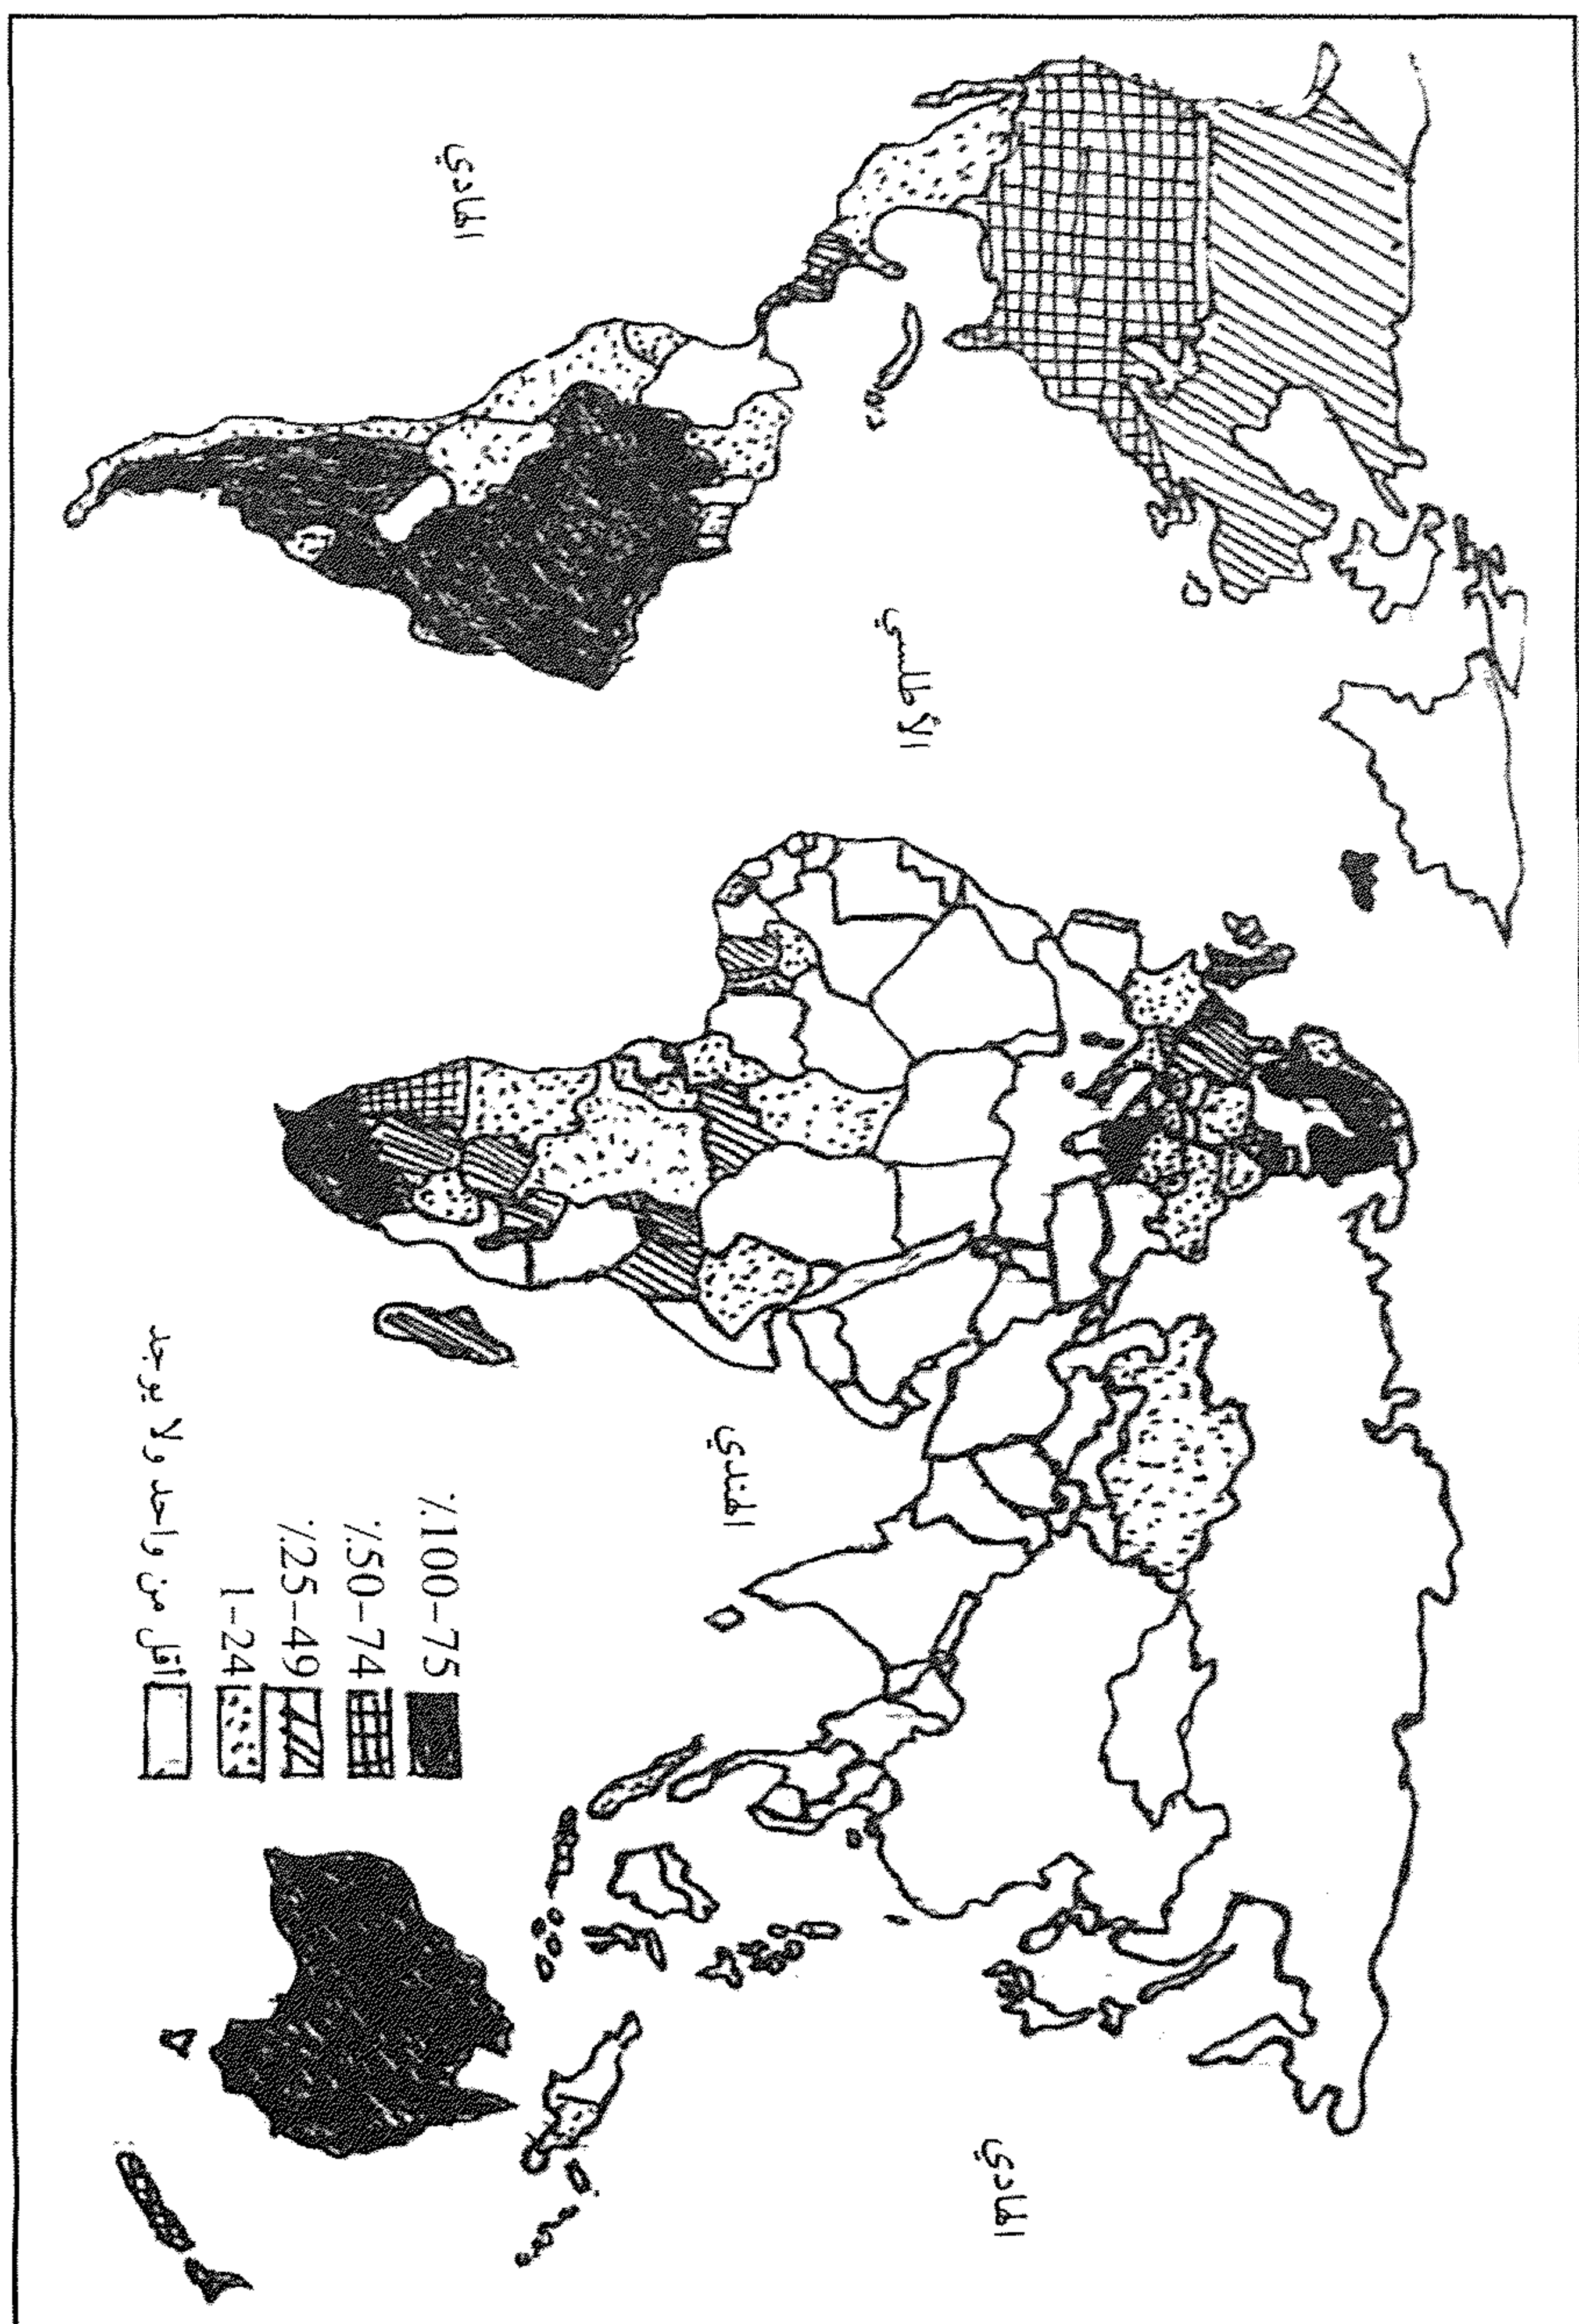 الهادي
الأطلسي
الهندي
الهادي
٪100-75
٪50-74
٪25-49
1-24
أقل من واحد ولا يوجد